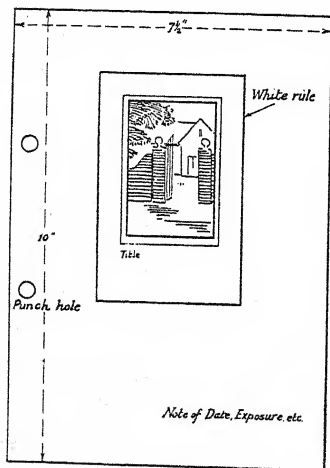 7½"
White rule
10"
Title
Punch hole
Note of Date, Exposure, etc.